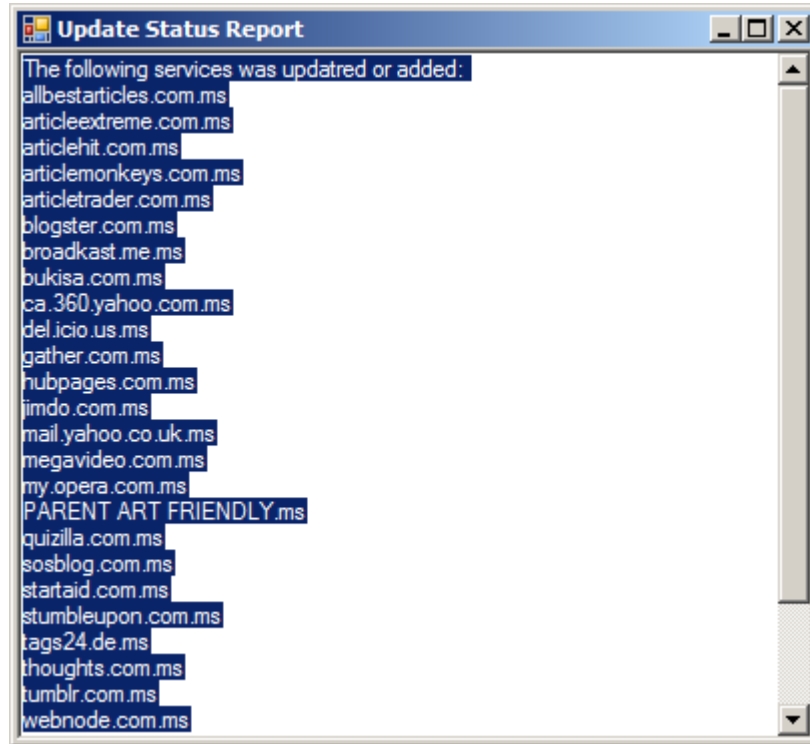 Update Status Report
The following services was updatred or added:
allbestarticles.com.ms
articleextreme.com.ms
articlehit.com.ms
articlemonkeys.com.ms
articletrader.com.ms
blogster.com.ms
broadkast.me.ms
bukisa.com.ms
ca.360.yahoo.com.ms
del.icio.us.ms
gather.com.ms
hubpages.com.ms
jimdo.com.ms
mail.yahoo.co.uk.ms
megavideo.com.ms
my.opera.com.ms
PARENT ART FRIENDLY.ms
quizilla.com.ms
sosblog.com.ms
startaid.com.ms
stumbleupon.com.ms
tags24.de.ms
thoughts.com.ms
tumblr.com.ms
webnode.com.ms